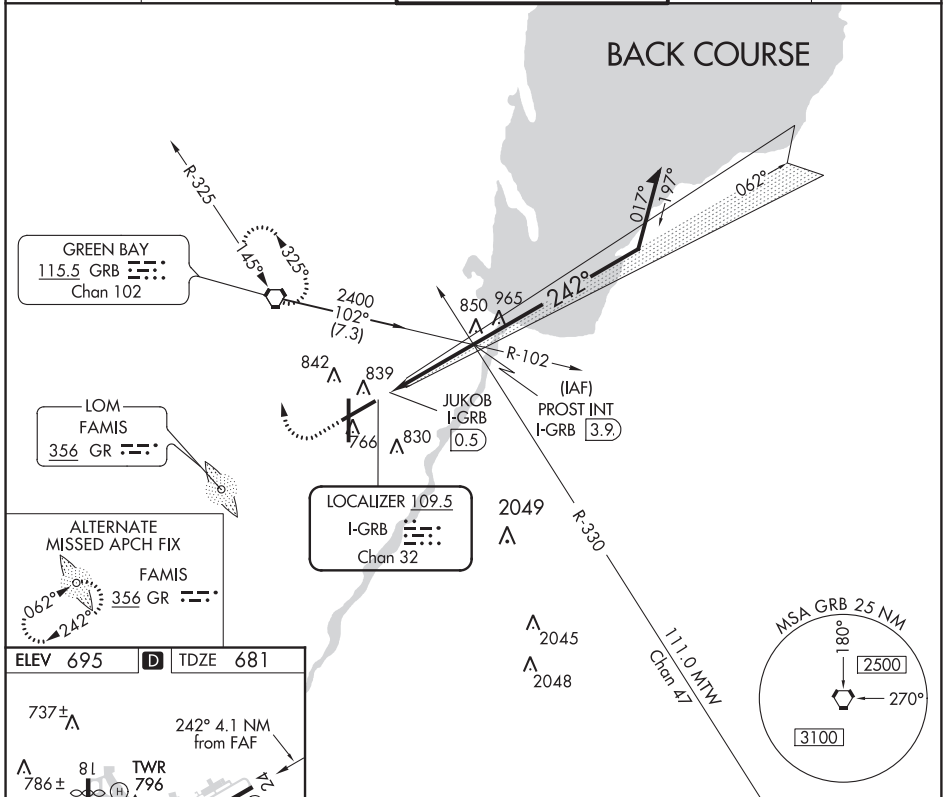 BACK COURSE
R-325
145°
325°
GREEN BAY
115.5 GRB
Chan 102
2400
102°
(7.3)
017°
197°
062°
242°
850
965
R-102
842
839
766
830
JUKOB
I-GRB
0.5
(IAF)
PROST INT
I-GRB 3.9
LOM
FAMIS
356 GR
LOCALIZER 109.5
I-GRB
Chan 32
2049
R-330
ALTERNATE
MISSED APCH FIX
FAMIS
356 GR
062°
242°
2045
2048
111.0 MTW
Chan 47
MSA GRB 25 NM
180°
2500
270°
3100
ELEV 695 D TDZE 681
737±
242° 4.1 NM
from FAF
786±
18
H
TWR
796
24